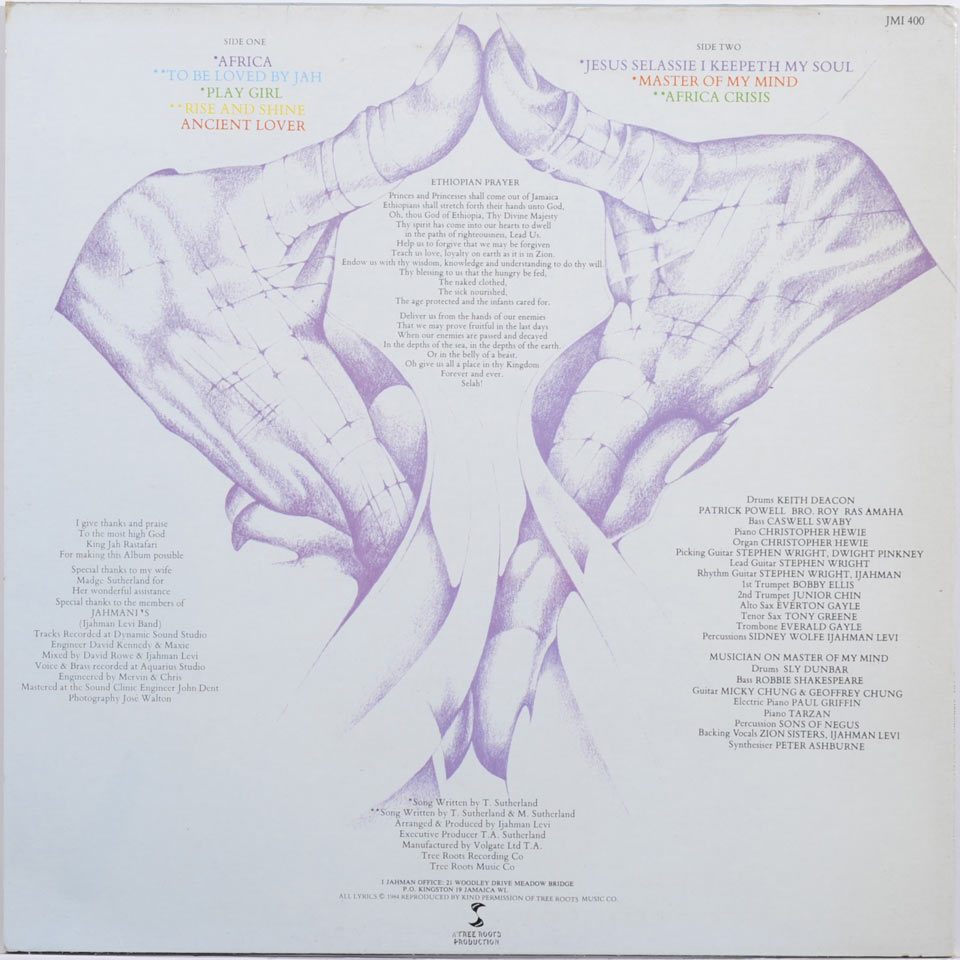 JMI 400
SIDE ONE
*AFRICA
**TO BE LOVED BY JAH
*PLAY GIRL
**RISE AND SHINE
ANCIENT LOVER
SIDE TWO
*JESUS SELASSIE I KEEPETH MY SOUL
*MASTER OF MY MIND
**AFRICA CRISIS
ETHIOPIAN PRAYER
Princes and Princesses shall come out of Jamaica
Ethiopians shall stretch forth their hands unto God,
Oh, thou God of Ethiopia, Thy Divine Majesty
Thy spirit has come into our hearts to dwell
in the paths of righteousness, Lead Us.
Help us to forgive that we may be forgiven
Teach us love, loyalty on earth as it is in Zion.
Endow us with thy wisdom, knowledge and understanding to do thy will.
Thy blessing to us that the hungry be fed,
The naked clothed,
The sick nourished,
The age protected and the infants cared for.
Deliver us from the hands of our enemies
That we may prove fruitful in the last days
When our enemies are passed and decayed
In the depths of the sea, in the depths of the earth.
Or in the belly of a beast.
Oh give us all a place in thy Kingdom
Forever and ever.
Selah!
I give thanks and praise
To the most high God
King Jah Rastafari
For making this Album possible
Special thanks to my wife
Madge Sutherland for
Her wonderful assistance
Special thanks to the members of
JAHMANI'S
(Ijahman Levi Band)
Tracks Recorded at Dynamic Sound Studio
Engineer David Kennedy & Maxie
Mixed by David Rowe & Ijahman Levi
Voice & Brass recorded at Aquarius Studio
Engineered by Mervin & Chris
Mastered at the Sound Clinic Engineer John Dent
Photography Jose Walton
Drums KEITH DEACON
PATRICK POWELL BRO. ROY RAS AMAHA
Bass CASWELL SWABY
Piano CHRISTOPHER HEWIE
Organ CHRISTOPHER HEWIE
Picking Guitar STEPHEN WRIGHT, DWIGHT PINKNEY
Lead Guitar STEPHEN WRIGHT
Rhythm Guitar STEPHEN WRIGHT, IJAHMAN
1st Trumpet BOBBY ELLIS
2nd Trumpet JUNIOR CHIN
Alto Sax EVERTON GAYLE
Tenor Sax TONY GREENE
Trombone EVERALD GAYLE
Percussions SIDNEY WOLFE IJAHMAN LEVI
MUSICIAN ON MASTER OF MY MIND
Drums SLY DUNBAR
Bass ROBBIE SHAKESPEARE
Guitar MICKY CHUNG & GEOFFREY CHUNG
Electric Piano PAUL GRIFFIN
Piano TARZAN
Percussion SONS OF NEGUS
Backing Vocals ZION SISTERS, IJAHMAN LEVI
Synthesiser PETER ASHBURNE
*Song Written by T. Sutherland
**Song Written by T. Sutherland & M. Sutherland
Arranged & Produced by Ijahman Levi
Executive Producer T.A. Sutherland
Manufactured by Volgate Ltd T.A.
Tree Roots Recording Co
Tree Roots Music Co
I JAHMAN OFFICE: 21 WOODLEY DRIVE MEADOW BRIDGE
P.O. KINGSTON 19 JAMAICA WI.
ALL LYRICS © 1984 REPRODUCED BY KIND PERMISSION OF TREE ROOTS MUSIC CO.
A TREE ROOTS
PRODUCTION